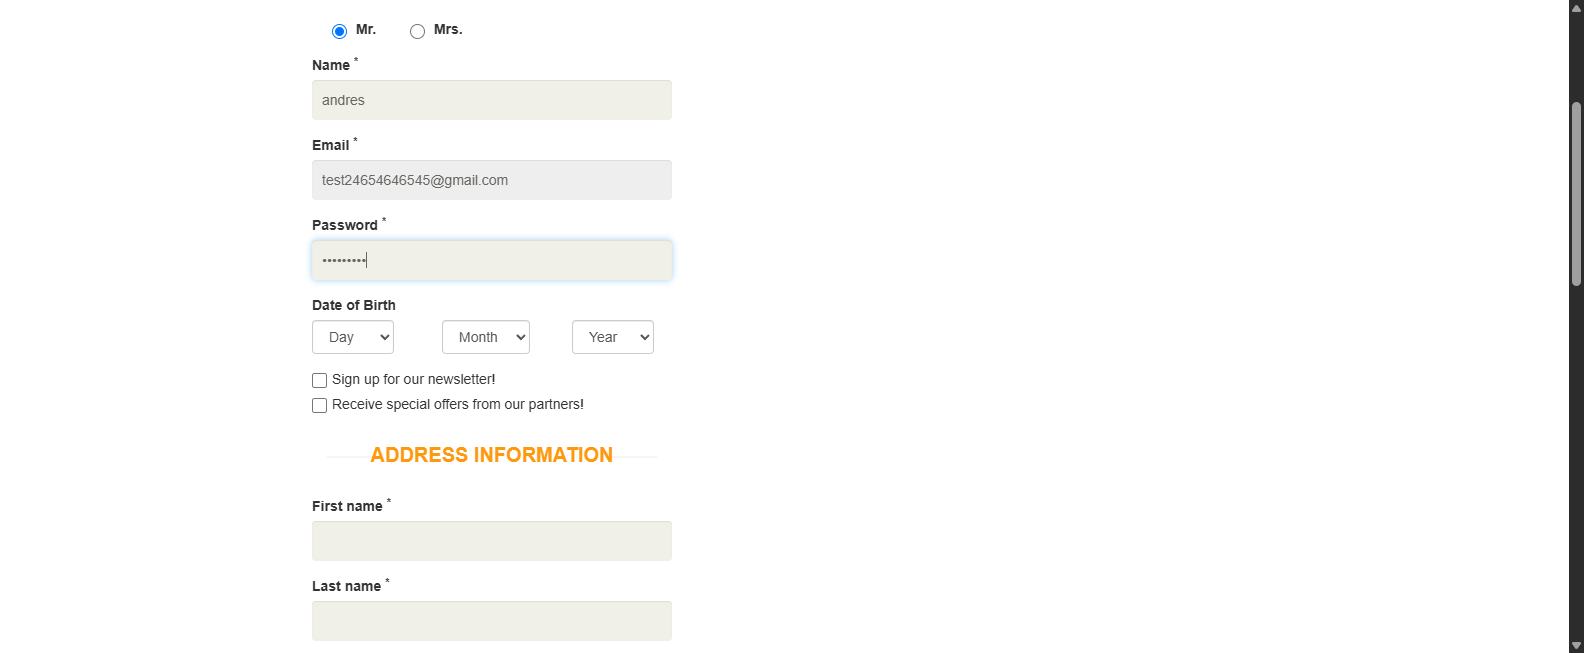 Mr. Mrs.
Name *
andres
Email *
test24654646545@gmail.com
Password *
•••••••••
Date of Birth
Day Month Year
Sign up for our newsletter!
Receive special offers from our partners!
ADDRESS INFORMATION
First name *
Last name *